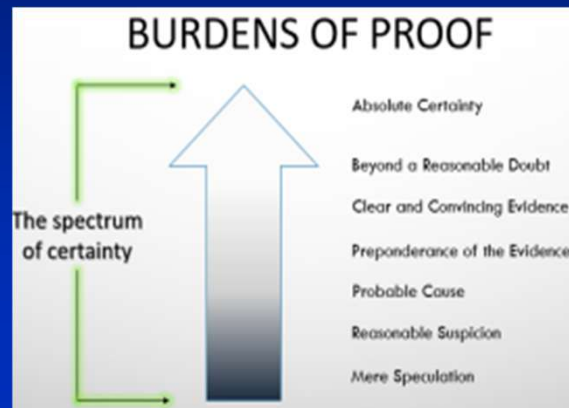 BURDENS OF PROOF
The spectrum
of certainty
Absolute Certainty
Beyond a Reasonable Doubt
Clear and Convincing Evidence
Preponderance of the Evidence
Probable Cause
Reasonable Suspicion
Mere Speculation